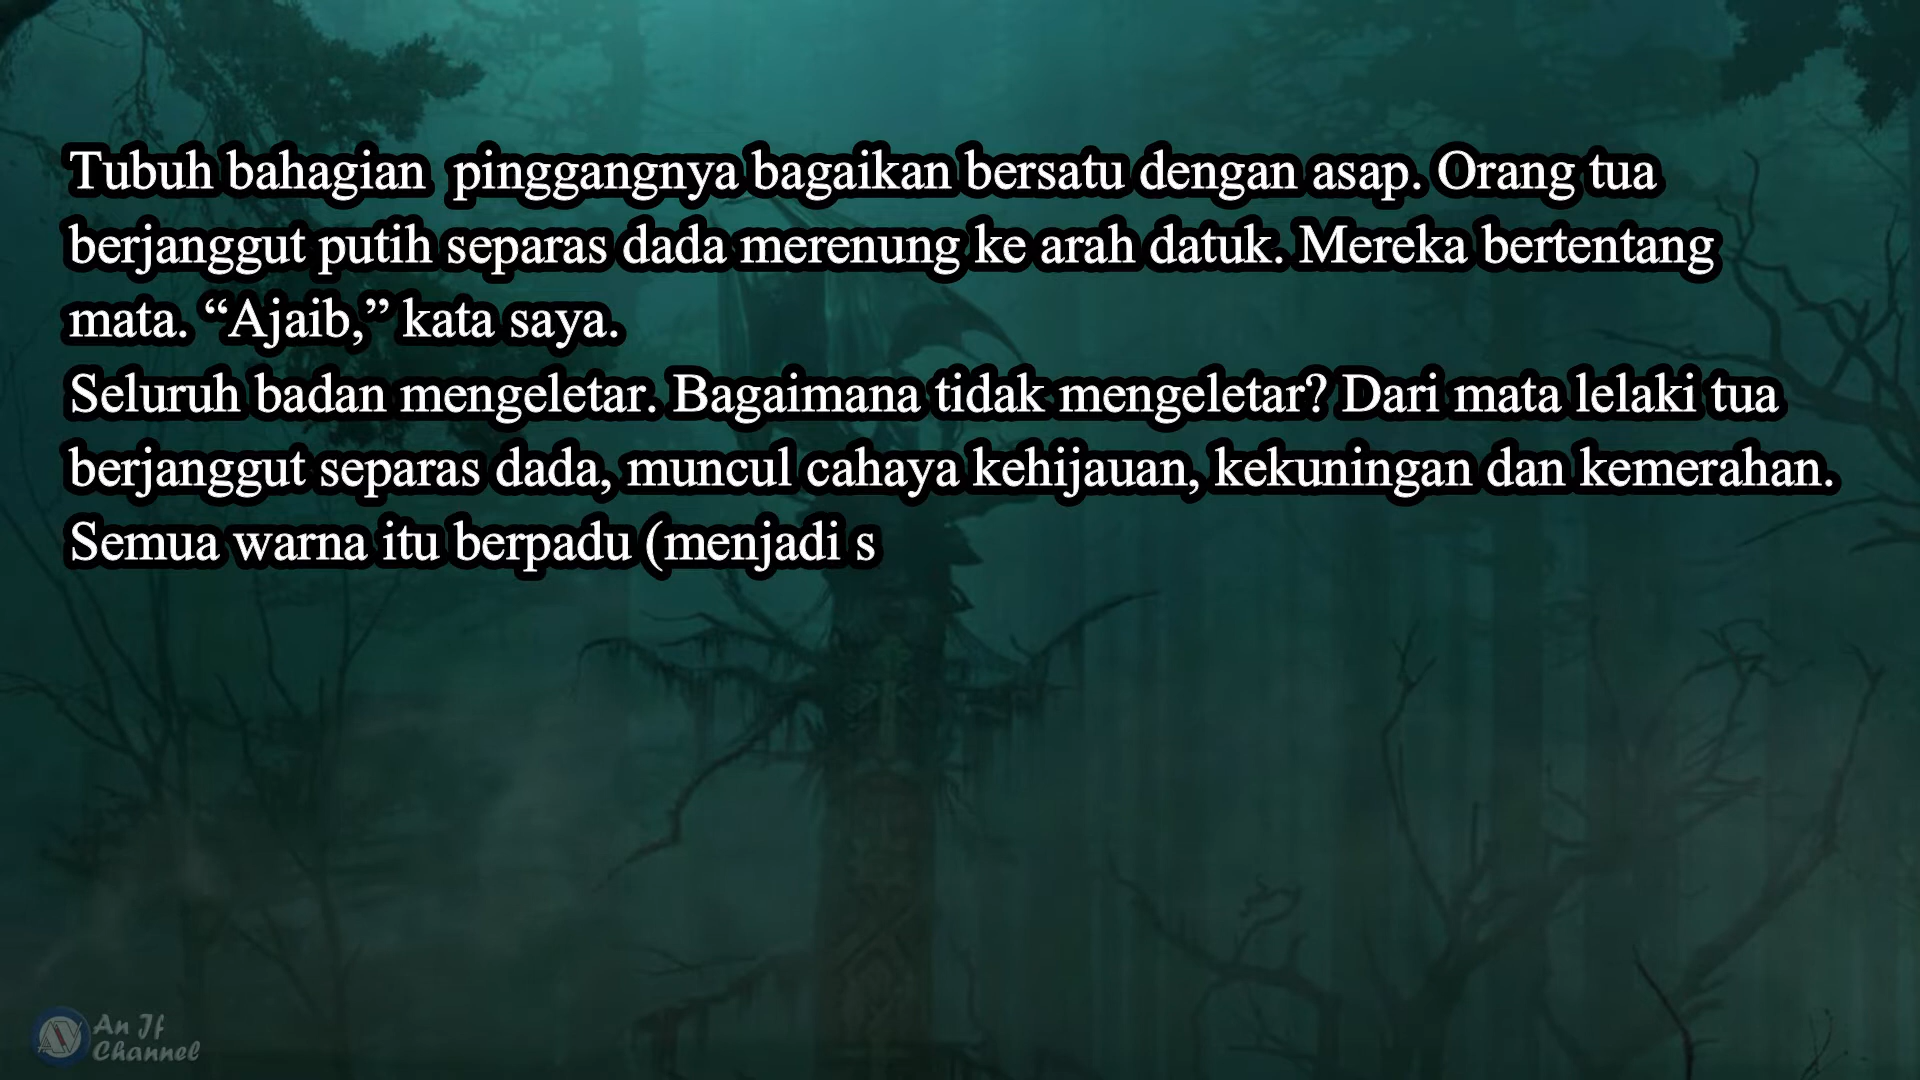 Tubuh bahagian  pinggangnya bagaikan bersatu dengan asap. Orang tua
berjanggut putih separas dada merenung ke arah datuk. Mereka bertentang
mata. “Ajaib,” kata saya.
Seluruh badan mengeletar. Bagaimana tidak mengeletar? Dari mata lelaki tua
berjanggut separas dada, muncul cahaya kehijauan, kekuningan dan kemerahan.
Semua warna itu berpadu (menjadi s
An If
Channel